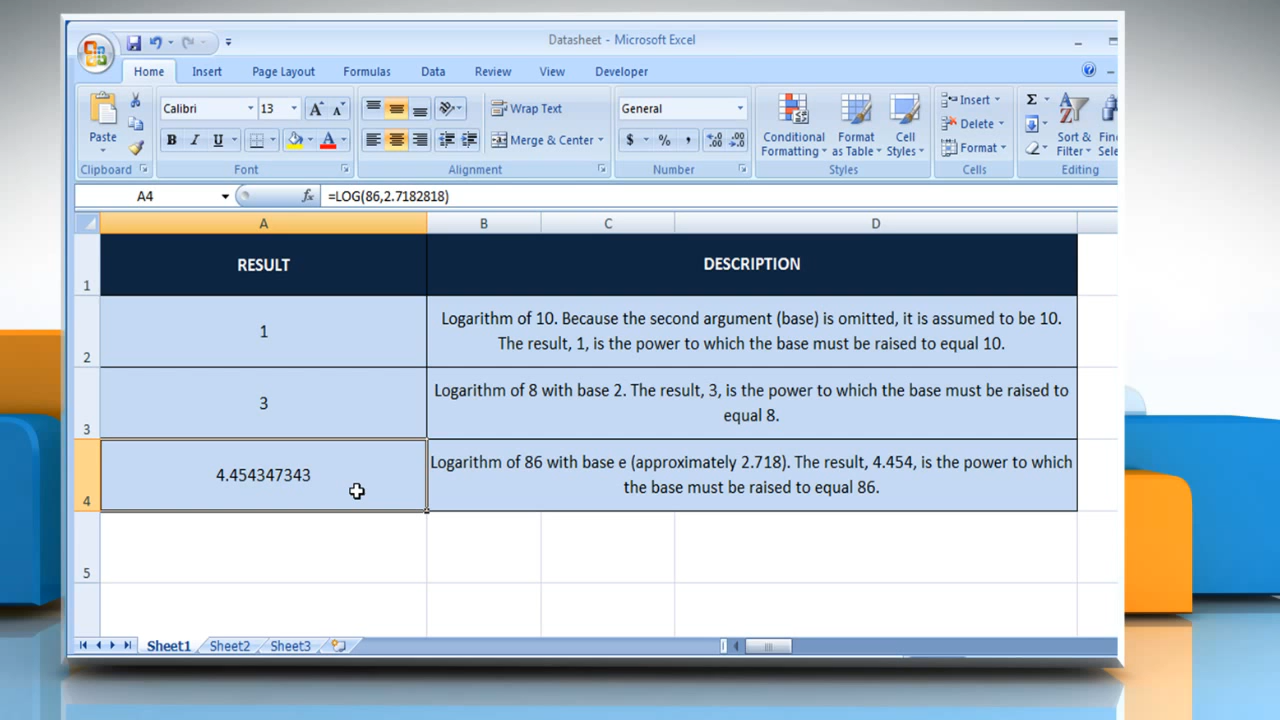 Datasheet - Microsoft Excel
Home Insert Page Layout Formulas Data Review View Developer
Calibri 13 Wrap Text General Insert Σ
Paste Conditional Format Cell Delete Sort &
B I U Merge & Center $ % , Formatting as Table Styles Format Filter
Clipboard Font Alignment Number Styles Cells Editing
A4 fx =LOG(86,2.7182818)
A B C D
1 RESULT DESCRIPTION
2 1 Logarithm of 10. Because the second argument (base) is omitted, it is assumed to be 10.
The result, 1, is the power to which the base must be raised to equal 10.
3 3 Logarithm of 8 with base 2. The result, 3, is the power to which the base must be raised to
equal 8.
4 4.454347343 Logarithm of 86 with base e (approximately 2.718). The result, 4.454, is the power to which
the base must be raised to equal 86.
5
Sheet1 Sheet2 Sheet3